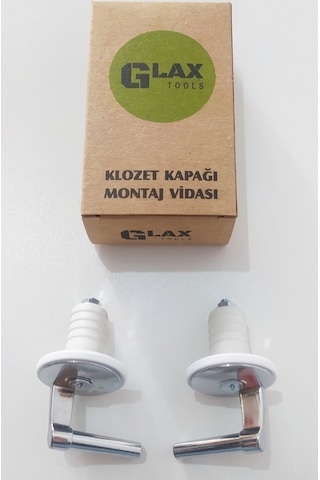 GLAX
TOOLS
KLOZET KAPAĞI
MONTAJ VİDASI
GLAX
TOOLS